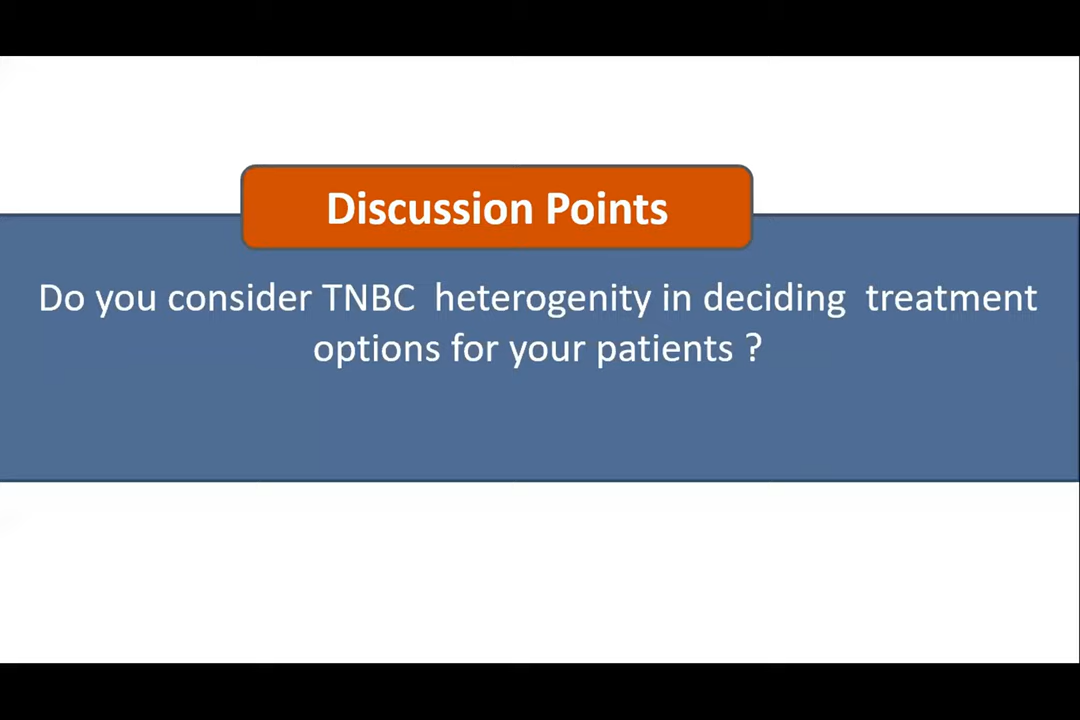 Discussion Points
Do you consider TNBC heterogenity in deciding treatment
options for your patients ?